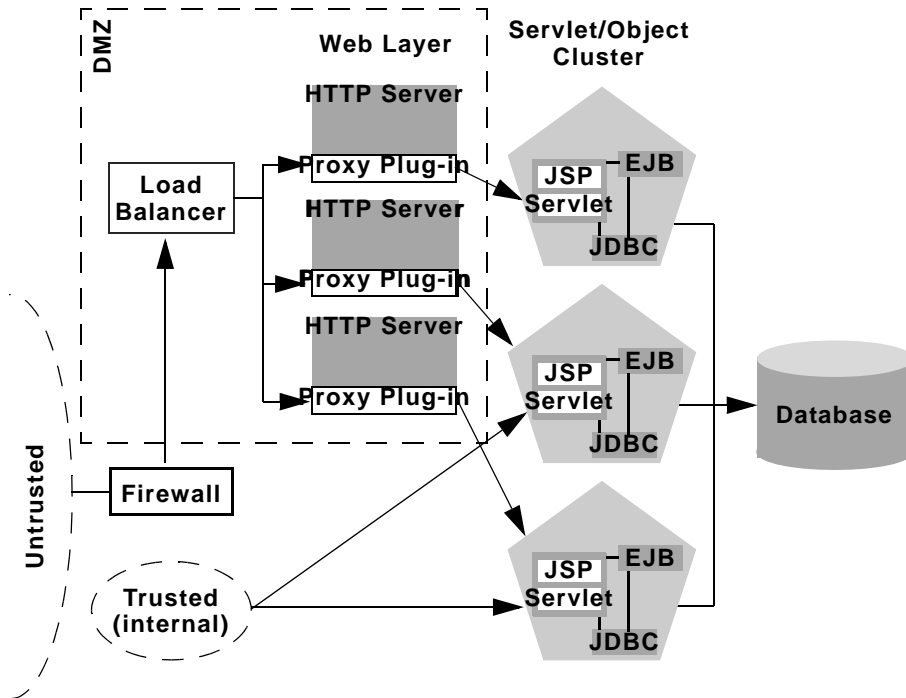 DMZ
Web Layer
Servlet/Object
Cluster
HTTP Server
Proxy Plug-in
Load
Balancer
HTTP Server
Proxy Plug-in
HTTP Server
Proxy Plug-in
JSP
Servlet
EJB
JDBC
JSP
Servlet
EJB
JDBC
JSP
Servlet
EJB
JDBC
Database
Untrusted
Firewall
Trusted
(internal)